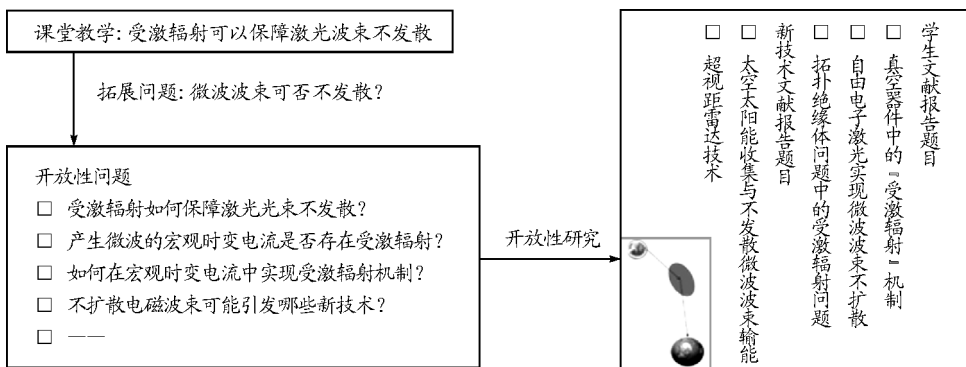 课堂教学: 受激辐射可以保障激光波束不发散
拓展问题: 微波波束可否不发散?
开放性问题
□ 受激辐射如何保障激光光束不发散?
□ 产生微波的宏观时变电流是否存在受激辐射?
□ 如何在宏观时变电流中实现受激辐射机制?
□ 不扩散电磁波束可能引发哪些新技术?
□ ——
开放性研究
学生文献报告题目
□ 真空器件中的『受激辐射』机制
□ 自由电子激光实现微波波束不扩散
□ 拓扑绝缘体问题中的受激辐射问题
新技术文献报告题目
□ 太空太阳能收集与不发散微波波束输能
□ 超视距雷达技术